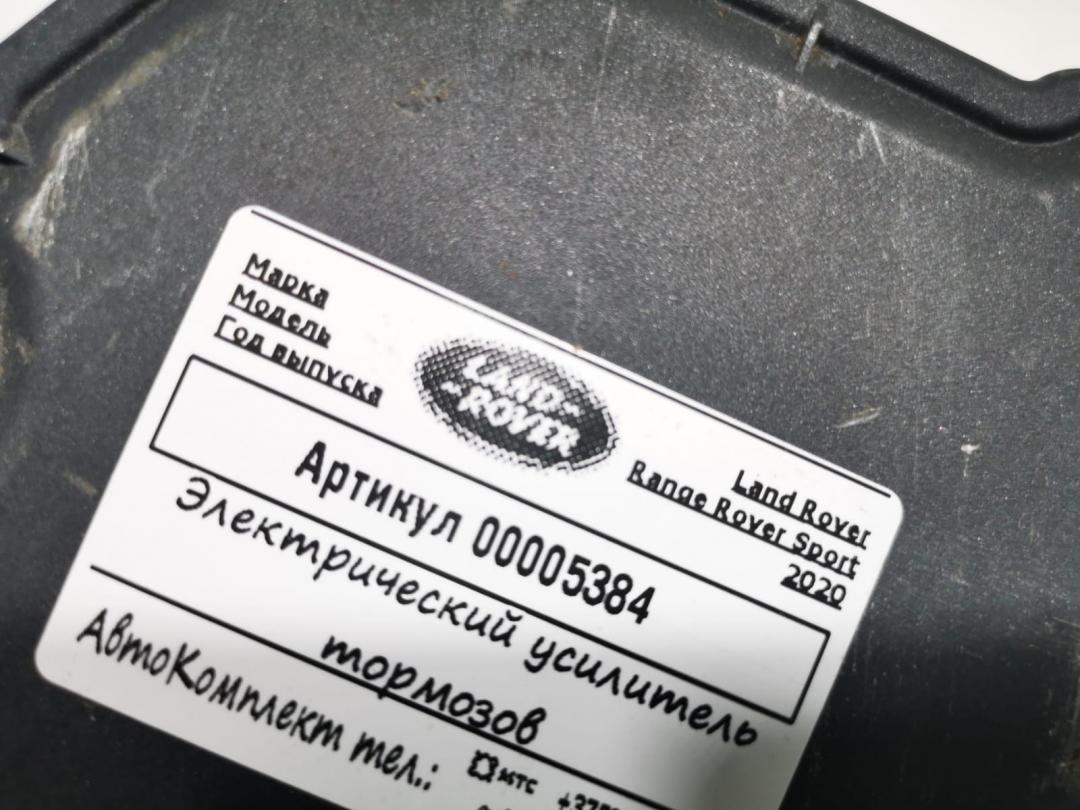 Марка
Модель
Год выпуска
LAND-
-ROVER
Land Rover
Range Rover Sport
2020
Артикул 00005384
Электрический усилитель
тормозов
АвтоКомплект тел.:
мтс